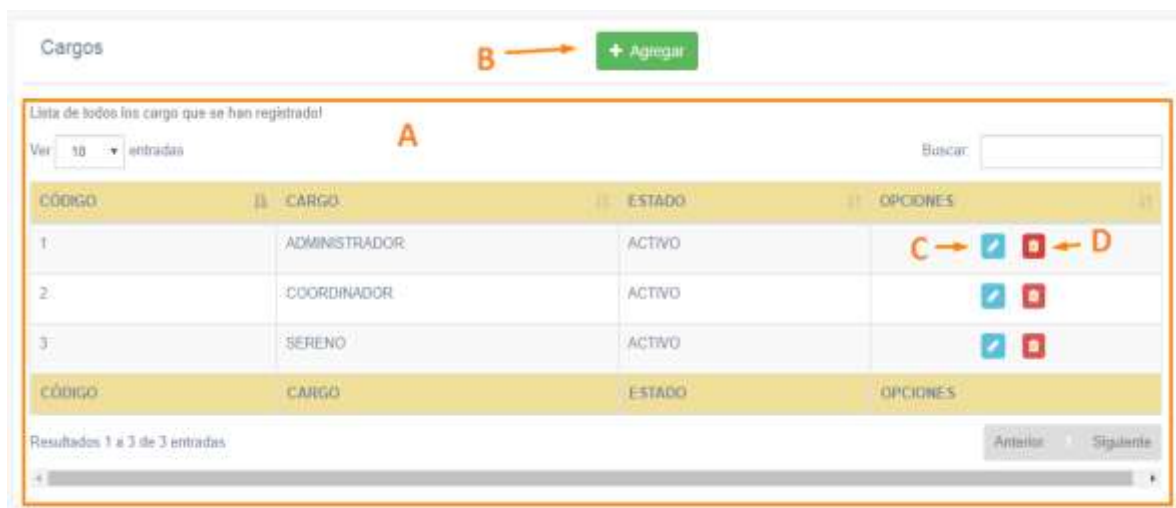 Cargos
B
+ Agregar
Lista de todos los cargo que se han registrado!
A
Ver 10 entradas
Buscar:
CÓDIGO CARGO ESTADO OPCIONES
1 ADMINISTRADOR ACTIVO C D
2 COORDINADOR ACTIVO
3 SERENO ACTIVO
CÓDIGO CARGO ESTADO OPCIONES
Resultados 1 a 3 de 3 entradas
Anterior 1 Siguiente